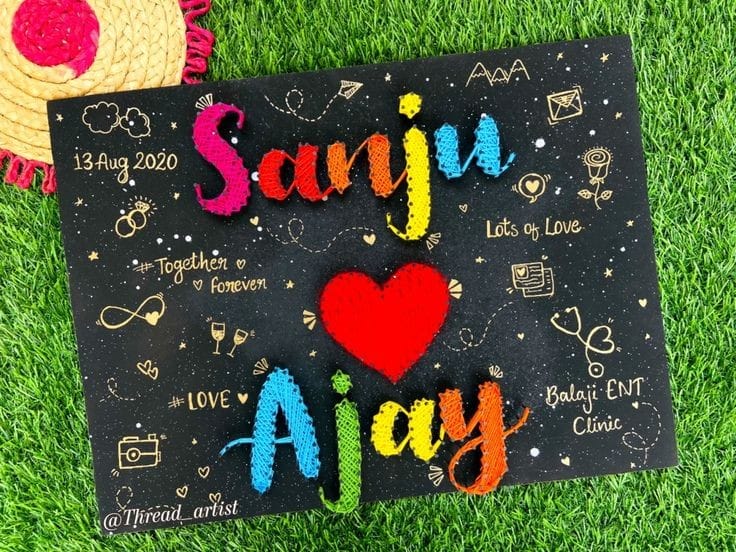 13 Aug 2020
Sanju
Lots of Love
#Together
Forever
#LOVE
Ajay
Balaji ENT
Clinic
@Thread_artist